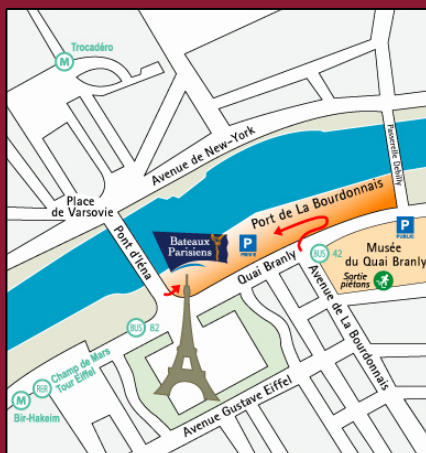 Trocadéro
M
Avenue de New-York
Passerelle Debilly
Place
de Varsovie
Pont d'Iéna
Port de La Bourdonnais
Bateaux
Parisiens
P
PRIVÉ
P
PUBLIC
BUS 42
Musée
du Quai Branly
Sortie
piétons
Quai Branly
Avenue de La Bourdonnais
BUS 82
Champ de Mars
Tour Eiffel
RER
M
Bir-Hakeim
Avenue Gustave Eiffel